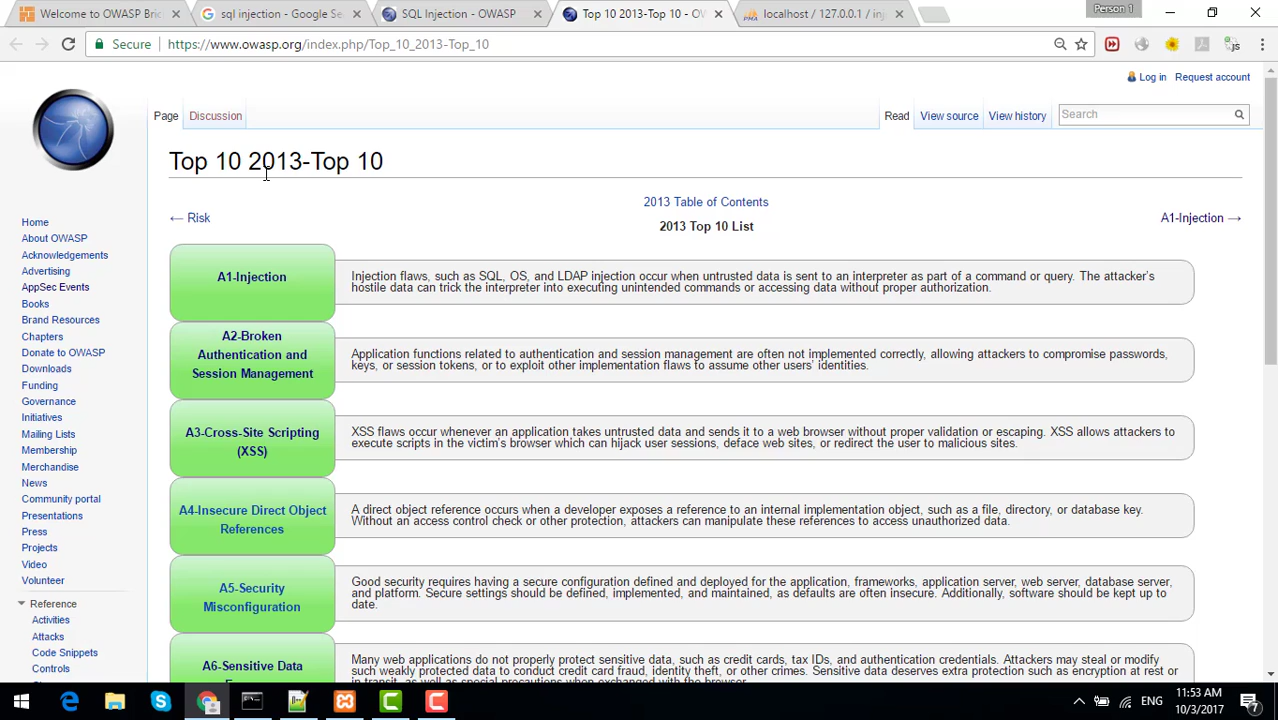 Welcome to OWASP Bric
sql injection - Google Se
SQL Injection - OWASP
Top 10 2013-Top 10 - OW
localhost / 127.0.0.1 / inj
Person 1
Secure
https://www.owasp.org/index.php/Top_10_2013-Top_10
Log in Request account
Page Discussion
Read View source View history
Search
Top 10 2013-Top 10
2013 Table of Contents
← Risk
A1-Injection →
2013 Top 10 List
Home
About OWASP
Acknowledgements
Advertising
AppSec Events
Books
Brand Resources
Chapters
Donate to OWASP
Downloads
Funding
Governance
Initiatives
Mailing Lists
Membership
Merchandise
News
Community portal
Presentations
Press
Projects
Video
Volunteer
Reference
Activities
Attacks
Code Snippets
Controls
A1-Injection
Injection flaws, such as SQL, OS, and LDAP injection occur when untrusted data is sent to an interpreter as part of a command or query. The attacker's
hostile data can trick the interpreter into executing unintended commands or accessing data without proper authorization.
A2-Broken
Authentication and
Session Management
Application functions related to authentication and session management are often not implemented correctly, allowing attackers to compromise passwords,
keys, or session tokens, or to exploit other implementation flaws to assume other users' identities.
A3-Cross-Site Scripting
(XSS)
XSS flaws occur whenever an application takes untrusted data and sends it to a web browser without proper validation or escaping. XSS allows attackers to
execute scripts in the victim's browser which can hijack user sessions, deface web sites, or redirect the user to malicious sites.
A4-Insecure Direct Object
References
A direct object reference occurs when a developer exposes a reference to an internal implementation object, such as a file, directory, or database key.
Without an access control check or other protection, attackers can manipulate these references to access unauthorized data.
A5-Security
Misconfiguration
Good security requires having a secure configuration defined and deployed for the application, frameworks, application server, web server, database server,
and platform. Secure settings should be defined, implemented, and maintained, as defaults are often insecure. Additionally, software should be kept up to
date.
A6-Sensitive Data
Many web applications do not properly protect sensitive data, such as credit cards, tax IDs, and authentication credentials. Attackers may steal or modify
such weakly protected data to conduct credit card fraud, identity theft, or other crimes. Sensitive data deserves extra protection such as encryption at rest or
in transit, as well as special precautions when exchanged with the browser.
ENG
11:53 AM
10/3/2017
7